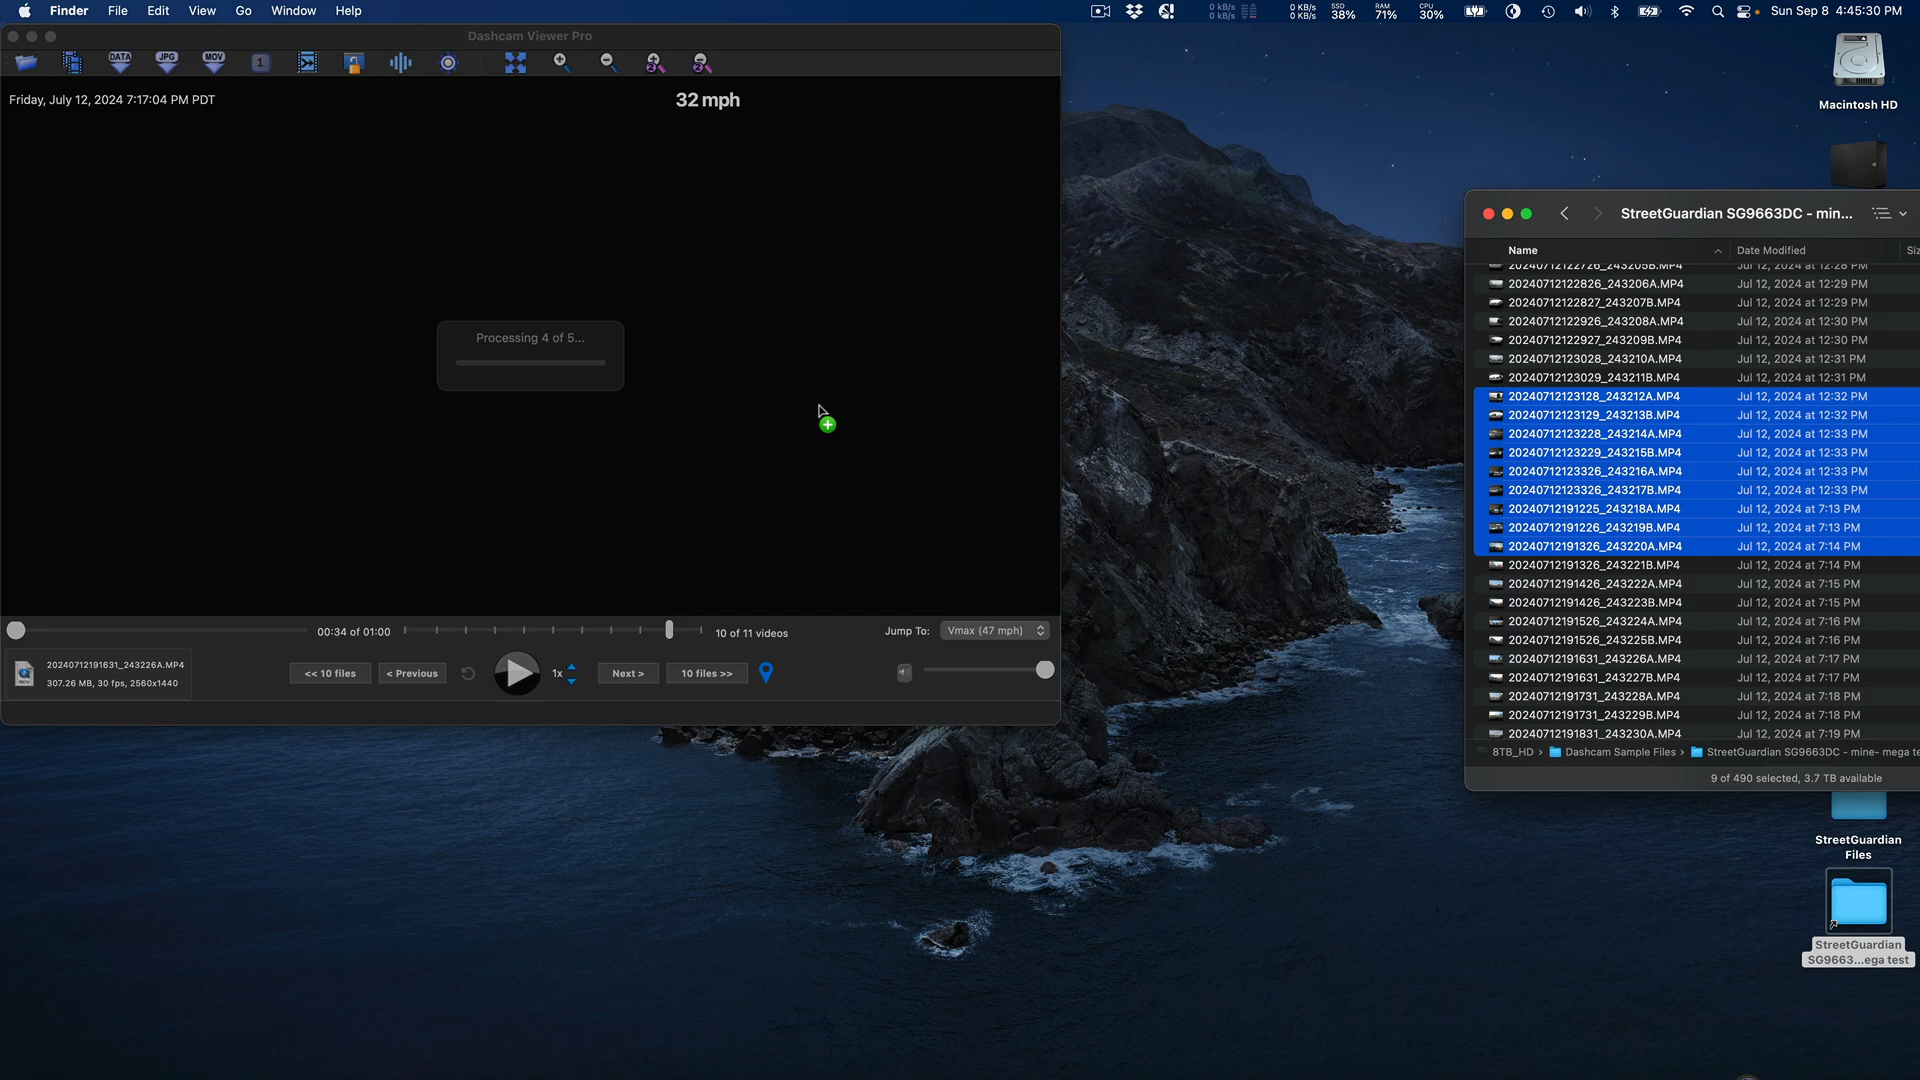 Finder File Edit View Go Window Help
0 kB/s
0 kB/s
0 KB/s
0 KB/s
SSD
38%
RAM
71%
CPU
30%
Sun Sep 8 4:45:30 PM
Dashcam Viewer Pro
DATA JPG MOV 1 2 2
Friday, July 12, 2024 7:17:04 PM PDT
32 mph
Processing 4 of 5...
00:34 of 01:00
10 of 11 videos
Jump To: Vmax (47 mph)
MOV
20240712191631_243226A.MP4
307.26 MB, 30 fps, 2560x1440
<< 10 files
< Previous
1x
Next >
10 files >>
Macintosh HD
StreetGuardian SG9663DC - min...
Name Date Modified Siz
20240712122726_243205B.MP4 Jul 12, 2024 at 12:28 PM
20240712122826_243206A.MP4 Jul 12, 2024 at 12:29 PM
20240712122827_243207B.MP4 Jul 12, 2024 at 12:29 PM
20240712122926_243208A.MP4 Jul 12, 2024 at 12:30 PM
20240712122927_243209B.MP4 Jul 12, 2024 at 12:30 PM
20240712123028_243210A.MP4 Jul 12, 2024 at 12:31 PM
20240712123029_243211B.MP4 Jul 12, 2024 at 12:31 PM
20240712123128_243212A.MP4 Jul 12, 2024 at 12:32 PM
20240712123129_243213B.MP4 Jul 12, 2024 at 12:32 PM
20240712123228_243214A.MP4 Jul 12, 2024 at 12:33 PM
20240712123229_243215B.MP4 Jul 12, 2024 at 12:33 PM
20240712123326_243216A.MP4 Jul 12, 2024 at 12:33 PM
20240712123326_243217B.MP4 Jul 12, 2024 at 12:33 PM
20240712191225_243218A.MP4 Jul 12, 2024 at 7:13 PM
20240712191226_243219B.MP4 Jul 12, 2024 at 7:13 PM
20240712191326_243220A.MP4 Jul 12, 2024 at 7:14 PM
20240712191326_243221B.MP4 Jul 12, 2024 at 7:14 PM
20240712191426_243222A.MP4 Jul 12, 2024 at 7:15 PM
20240712191426_243223B.MP4 Jul 12, 2024 at 7:15 PM
20240712191526_243224A.MP4 Jul 12, 2024 at 7:16 PM
20240712191526_243225B.MP4 Jul 12, 2024 at 7:16 PM
20240712191631_243226A.MP4 Jul 12, 2024 at 7:17 PM
20240712191631_243227B.MP4 Jul 12, 2024 at 7:17 PM
20240712191731_243228A.MP4 Jul 12, 2024 at 7:18 PM
20240712191731_243229B.MP4 Jul 12, 2024 at 7:18 PM
20240712191831_243230A.MP4 Jul 12, 2024 at 7:19 PM
8TB_HD › Dashcam Sample Files › StreetGuardian SG9663DC - mine- mega te
9 of 490 selected, 3.7 TB available
StreetGuardian
Files
StreetGuardian
SG9663...ega test